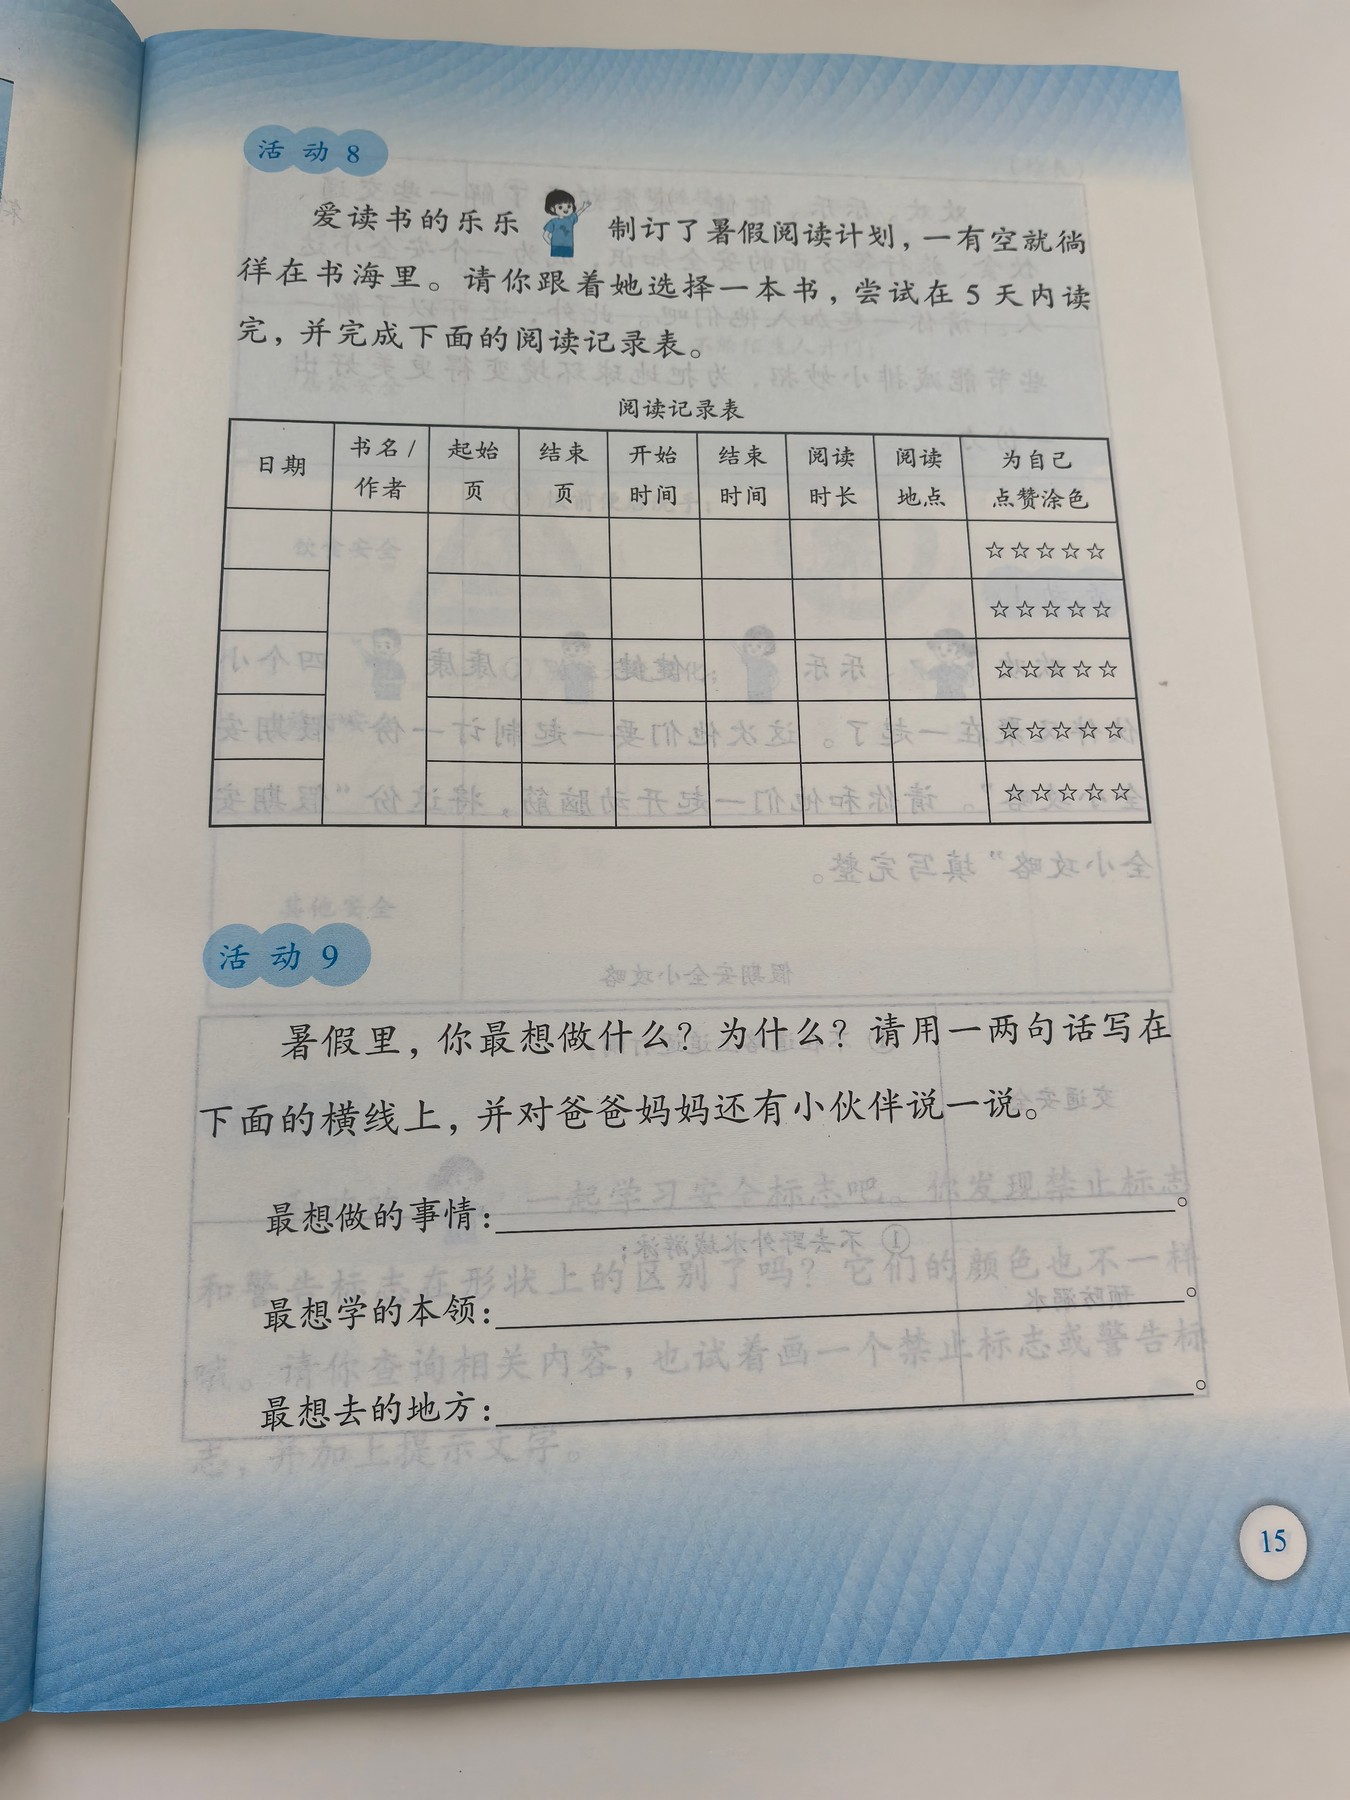 活动8
爱读书的乐乐 制订了暑假阅读计划，一有空就徜
徉在书海里。请你跟着她选择一本书，尝试在5天内读
完，并完成下面的阅读记录表。
阅读记录表
日期 书名/作者 起始页 结束页 开始时间 结束时间 阅读时长 阅读地点 为自己点赞涂色
☆☆☆☆☆
☆☆☆☆☆
☆☆☆☆☆
☆☆☆☆☆
☆☆☆☆☆
活动9
暑假里，你最想做什么？为什么？请用一两句话写在
下面的横线上，并对爸爸妈妈还有小伙伴说一说。
最想做的事情：。
最想学的本领：。
最想去的地方：。
15